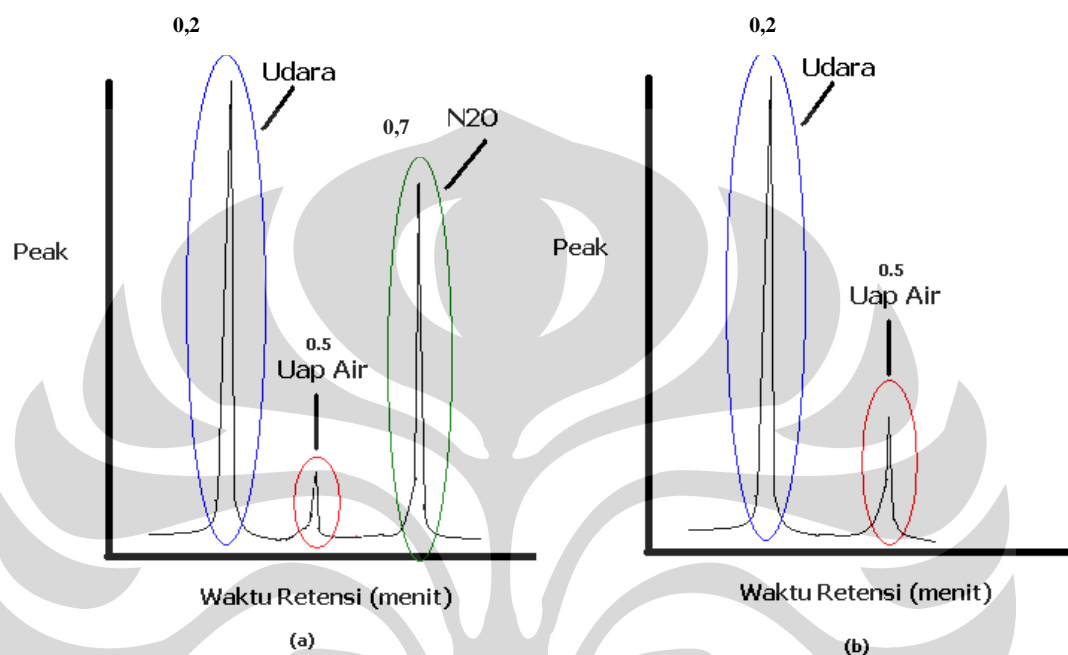 0,2
Udara
N20
0,7
Peak
0.5
Uap Air
Waktu Retensi (menit)
(a)
0,2
Udara
Peak
0.5
Uap Air
Waktu Retensi (menit)
(b)